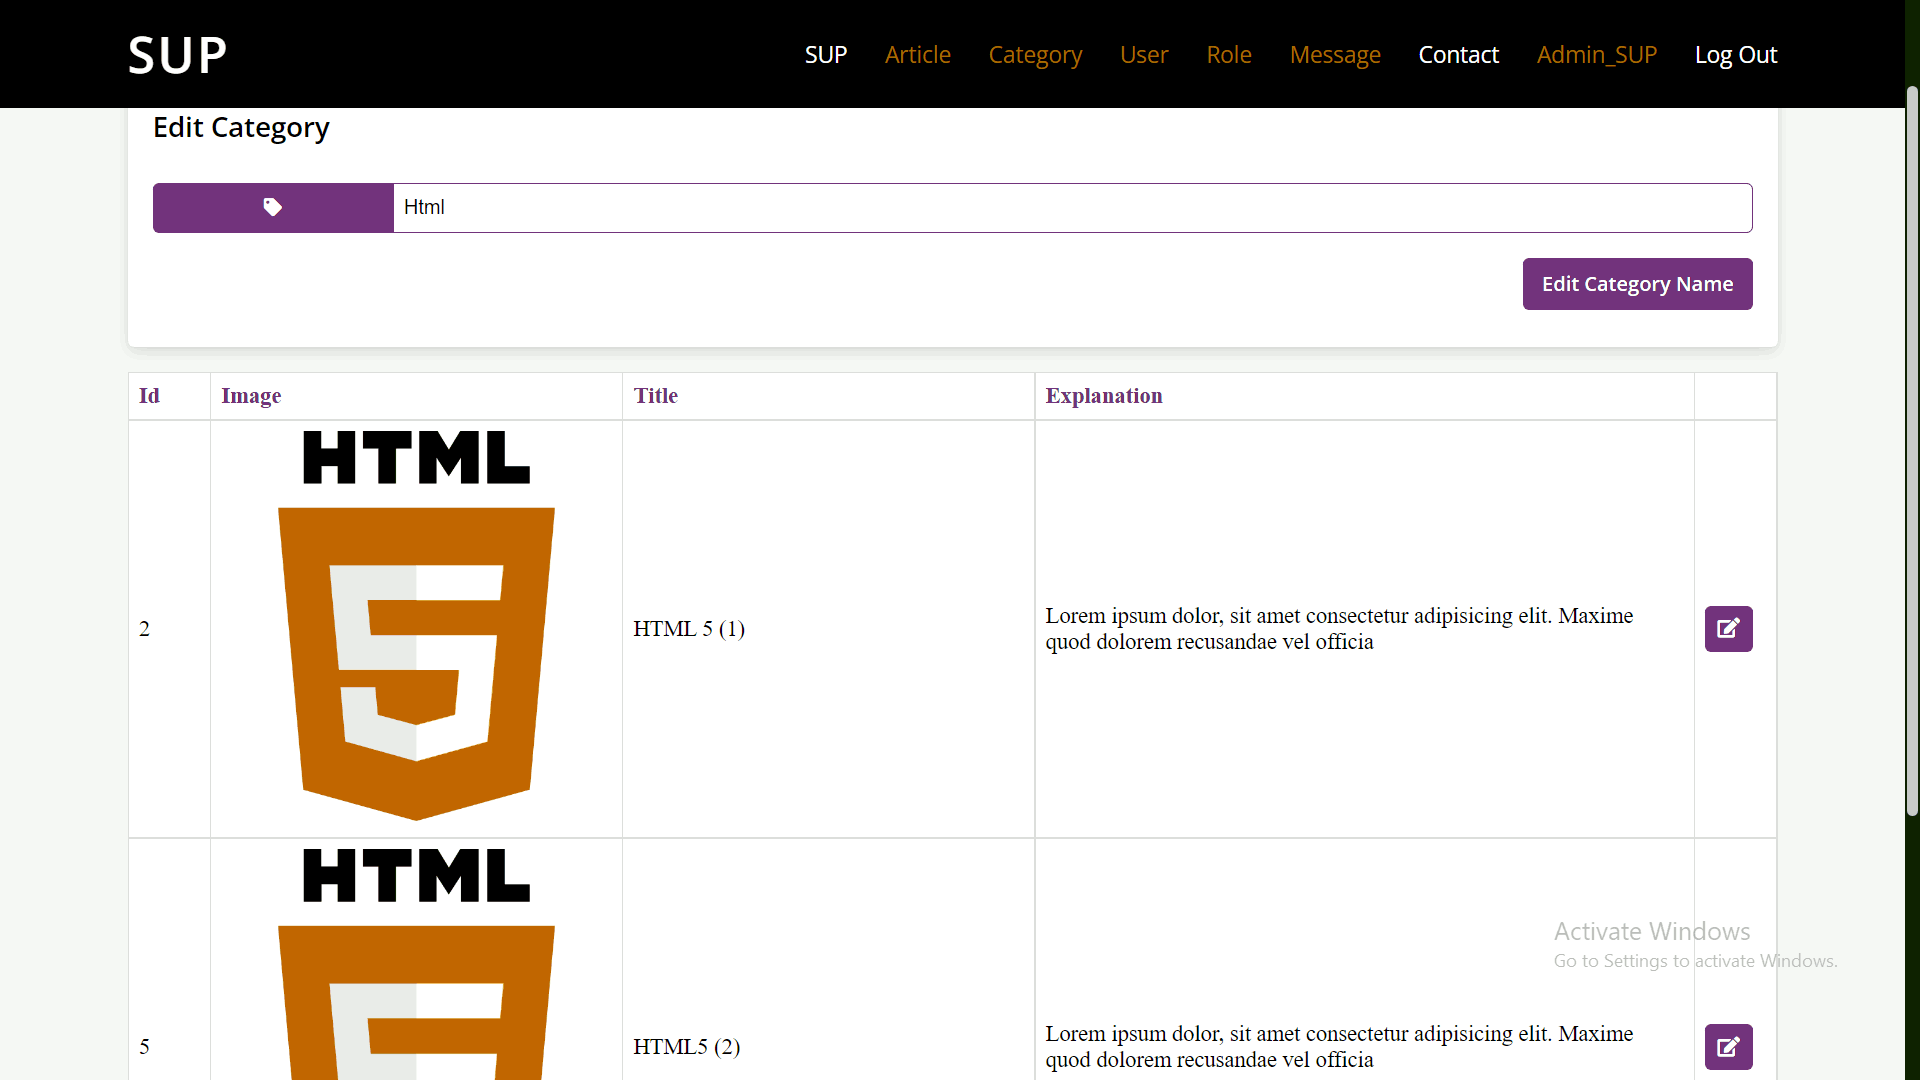 SUP
SUP Article Category User Role Message Contact Admin_SUP Log Out
Edit Category
Html
Edit Category Name
Id Image Title Explanation
HTML
5
2
HTML 5 (1)
Lorem ipsum dolor, sit amet consectetur adipisicing elit. Maxime
quod dolorem recusandae vel officia
HTML
5
HTML5 (2)
Lorem ipsum dolor, sit amet consectetur adipisicing elit. Maxime
quod dolorem recusandae vel officia
Activate Windows
Go to Settings to activate Windows.